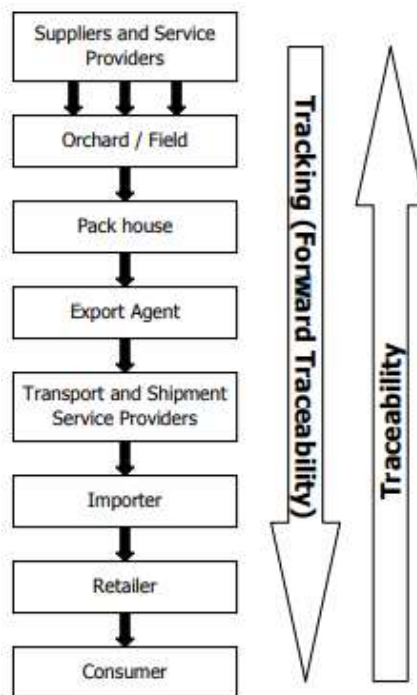 Suppliers and Service
Providers
Orchard / Field
Pack house
Export Agent
Transport and Shipment
Service Providers
Importer
Retailer
Consumer
Tracking (Forward Traceability)
Traceability